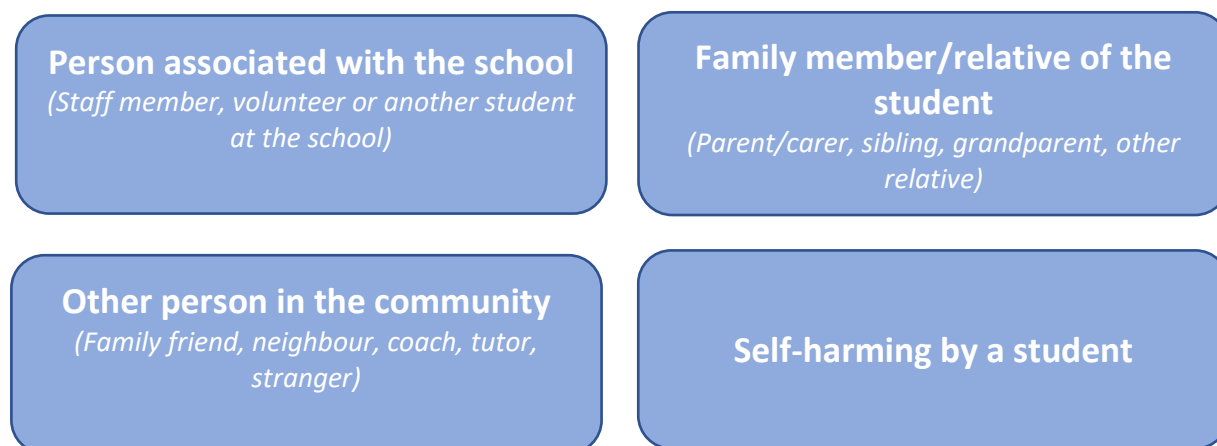 Person associated with the school
(Staff member, volunteer or another student
at the school)
Family member/relative of the
student
(Parent/carer, sibling, grandparent, other
relative)
Other person in the community
(Family friend, neighbour, coach, tutor,
stranger)
Self-harming by a student